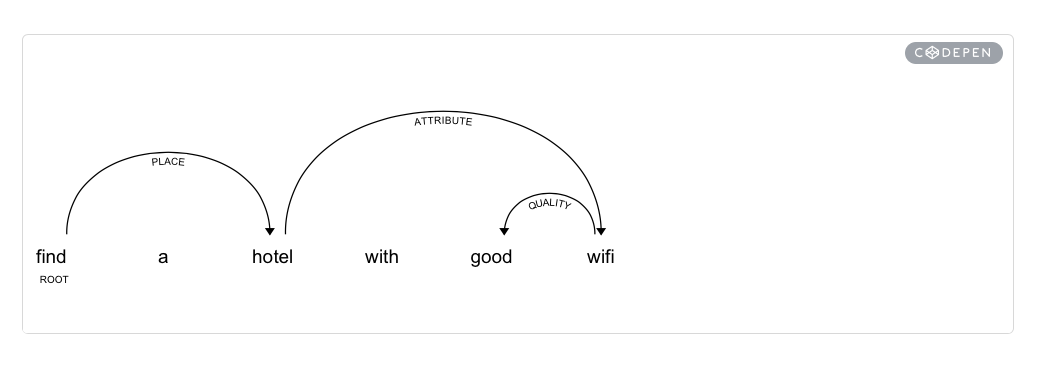 CODEPEN
ATTRIBUTE
PLACE
QUALITY
find a hotel with good wifi
ROOT